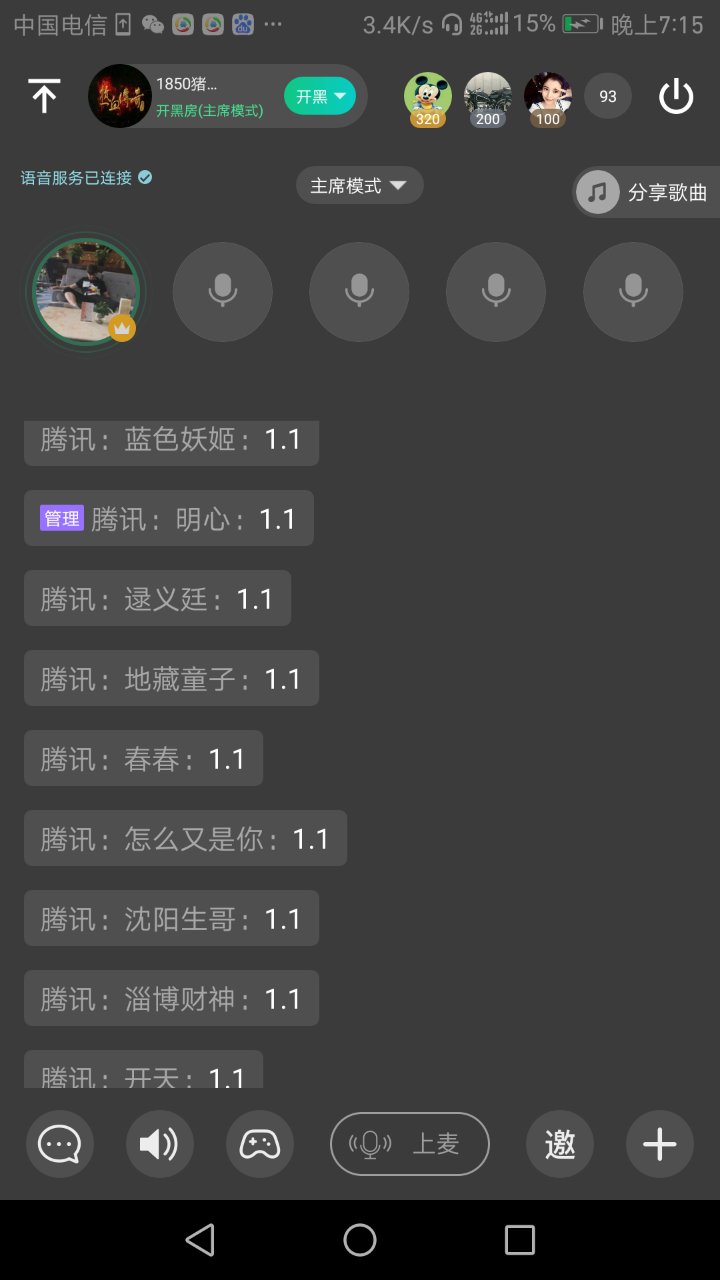 中国电信 3.4K/s 4G 2G 15% 晚上7:15
1850猪...
开黑房(主席模式)
开黑
320 200 100 93
语音服务已连接
主席模式
分享歌曲
腾讯：蓝色妖姬：1.1
管理 腾讯：明心：1.1
腾讯：逯义廷：1.1
腾讯：地藏童子：1.1
腾讯：春春：1.1
腾讯：怎么又是你：1.1
腾讯：沈阳生哥：1.1
腾讯：淄博财神：1.1
腾讯：开天：1.1
上麦 邀